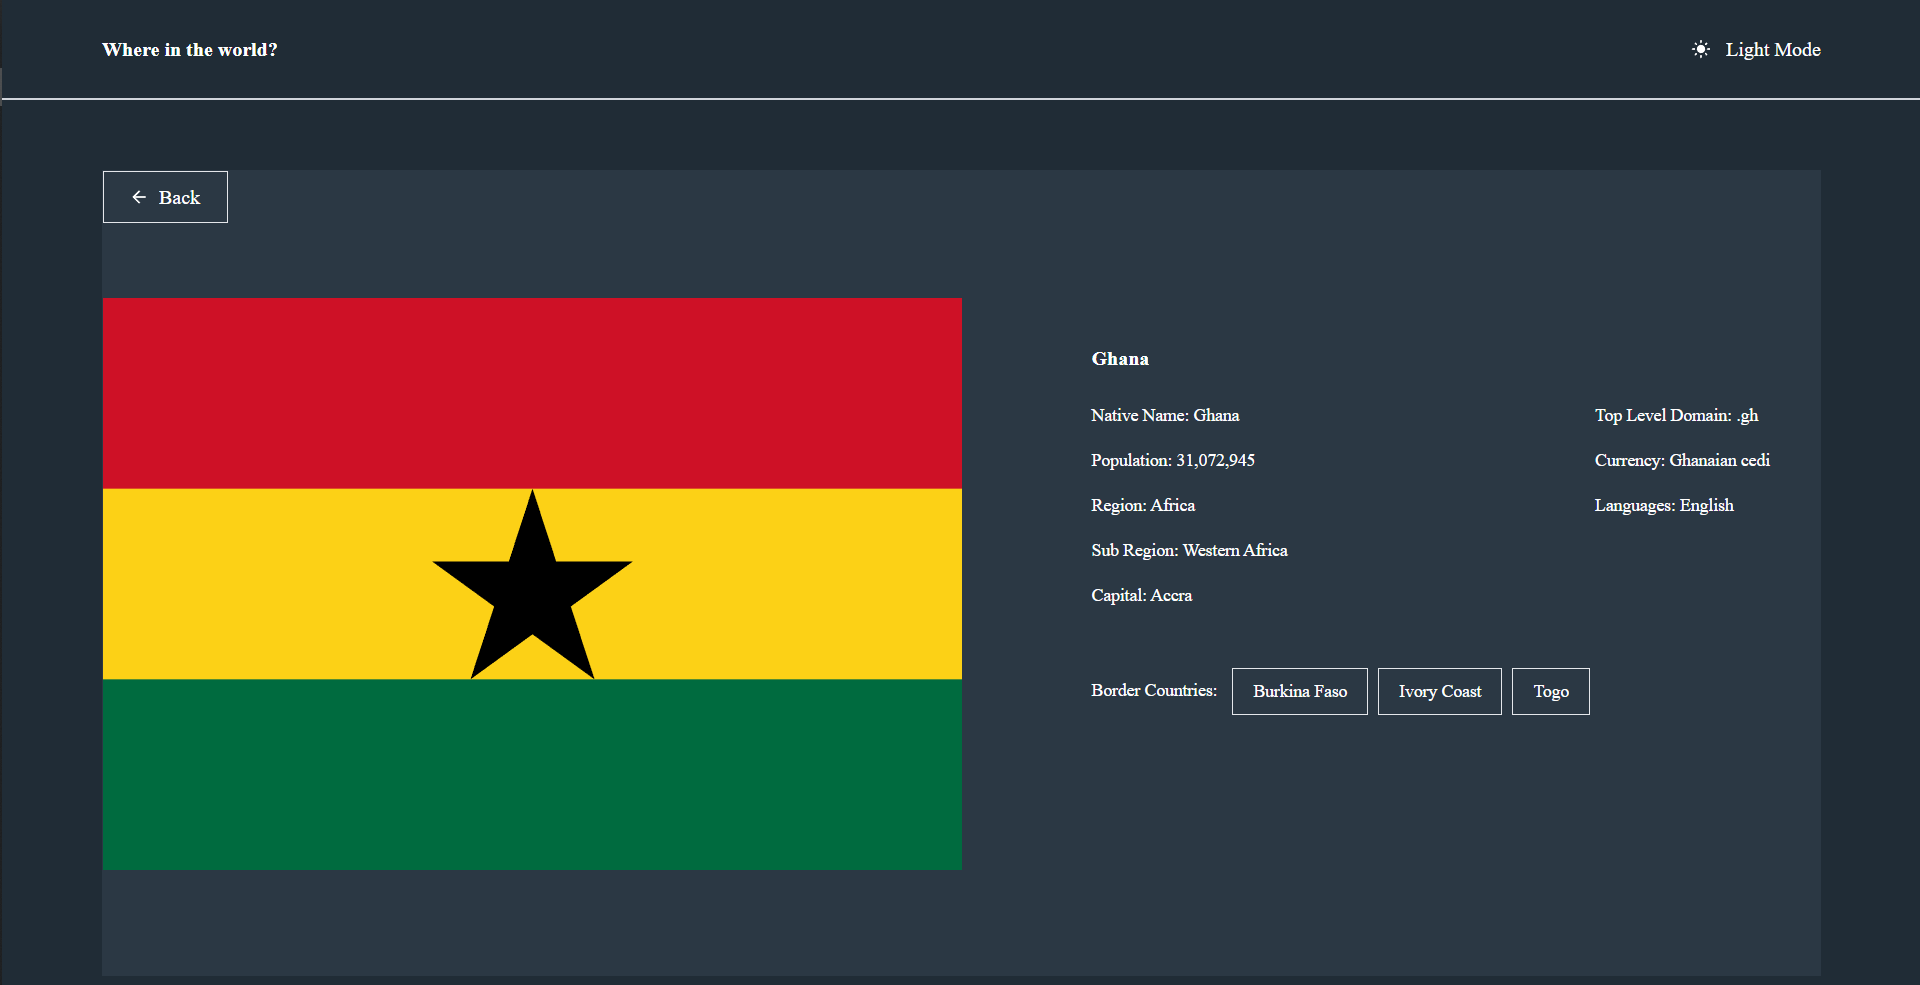 Where in the world?
Light Mode
Back
Ghana
Native Name: Ghana
Population: 31,072,945
Region: Africa
Sub Region: Western Africa
Capital: Accra
Top Level Domain: .gh
Currency: Ghanaian cedi
Languages: English
Border Countries: Burkina Faso Ivory Coast Togo